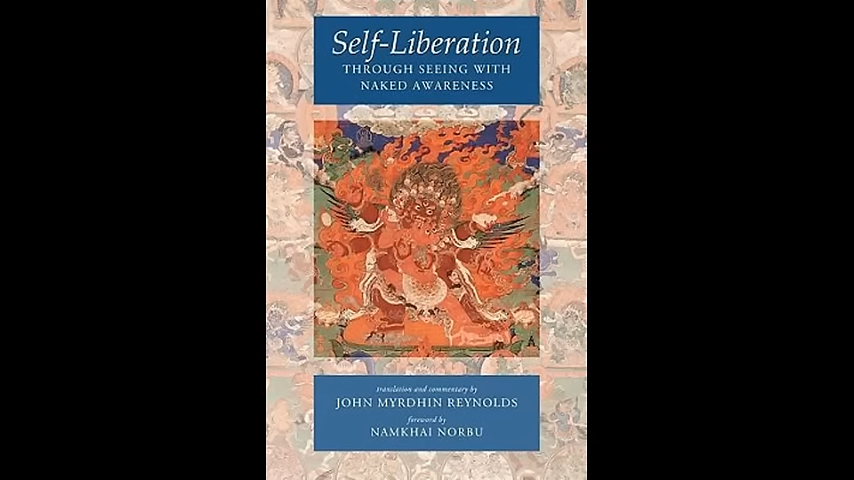 Self-Liberation
THROUGH SEEING WITH
NAKED AWARENESS
translation and commentary by
JOHN MYRDHIN REYNOLDS
foreword by
NAMKHAI NORBU